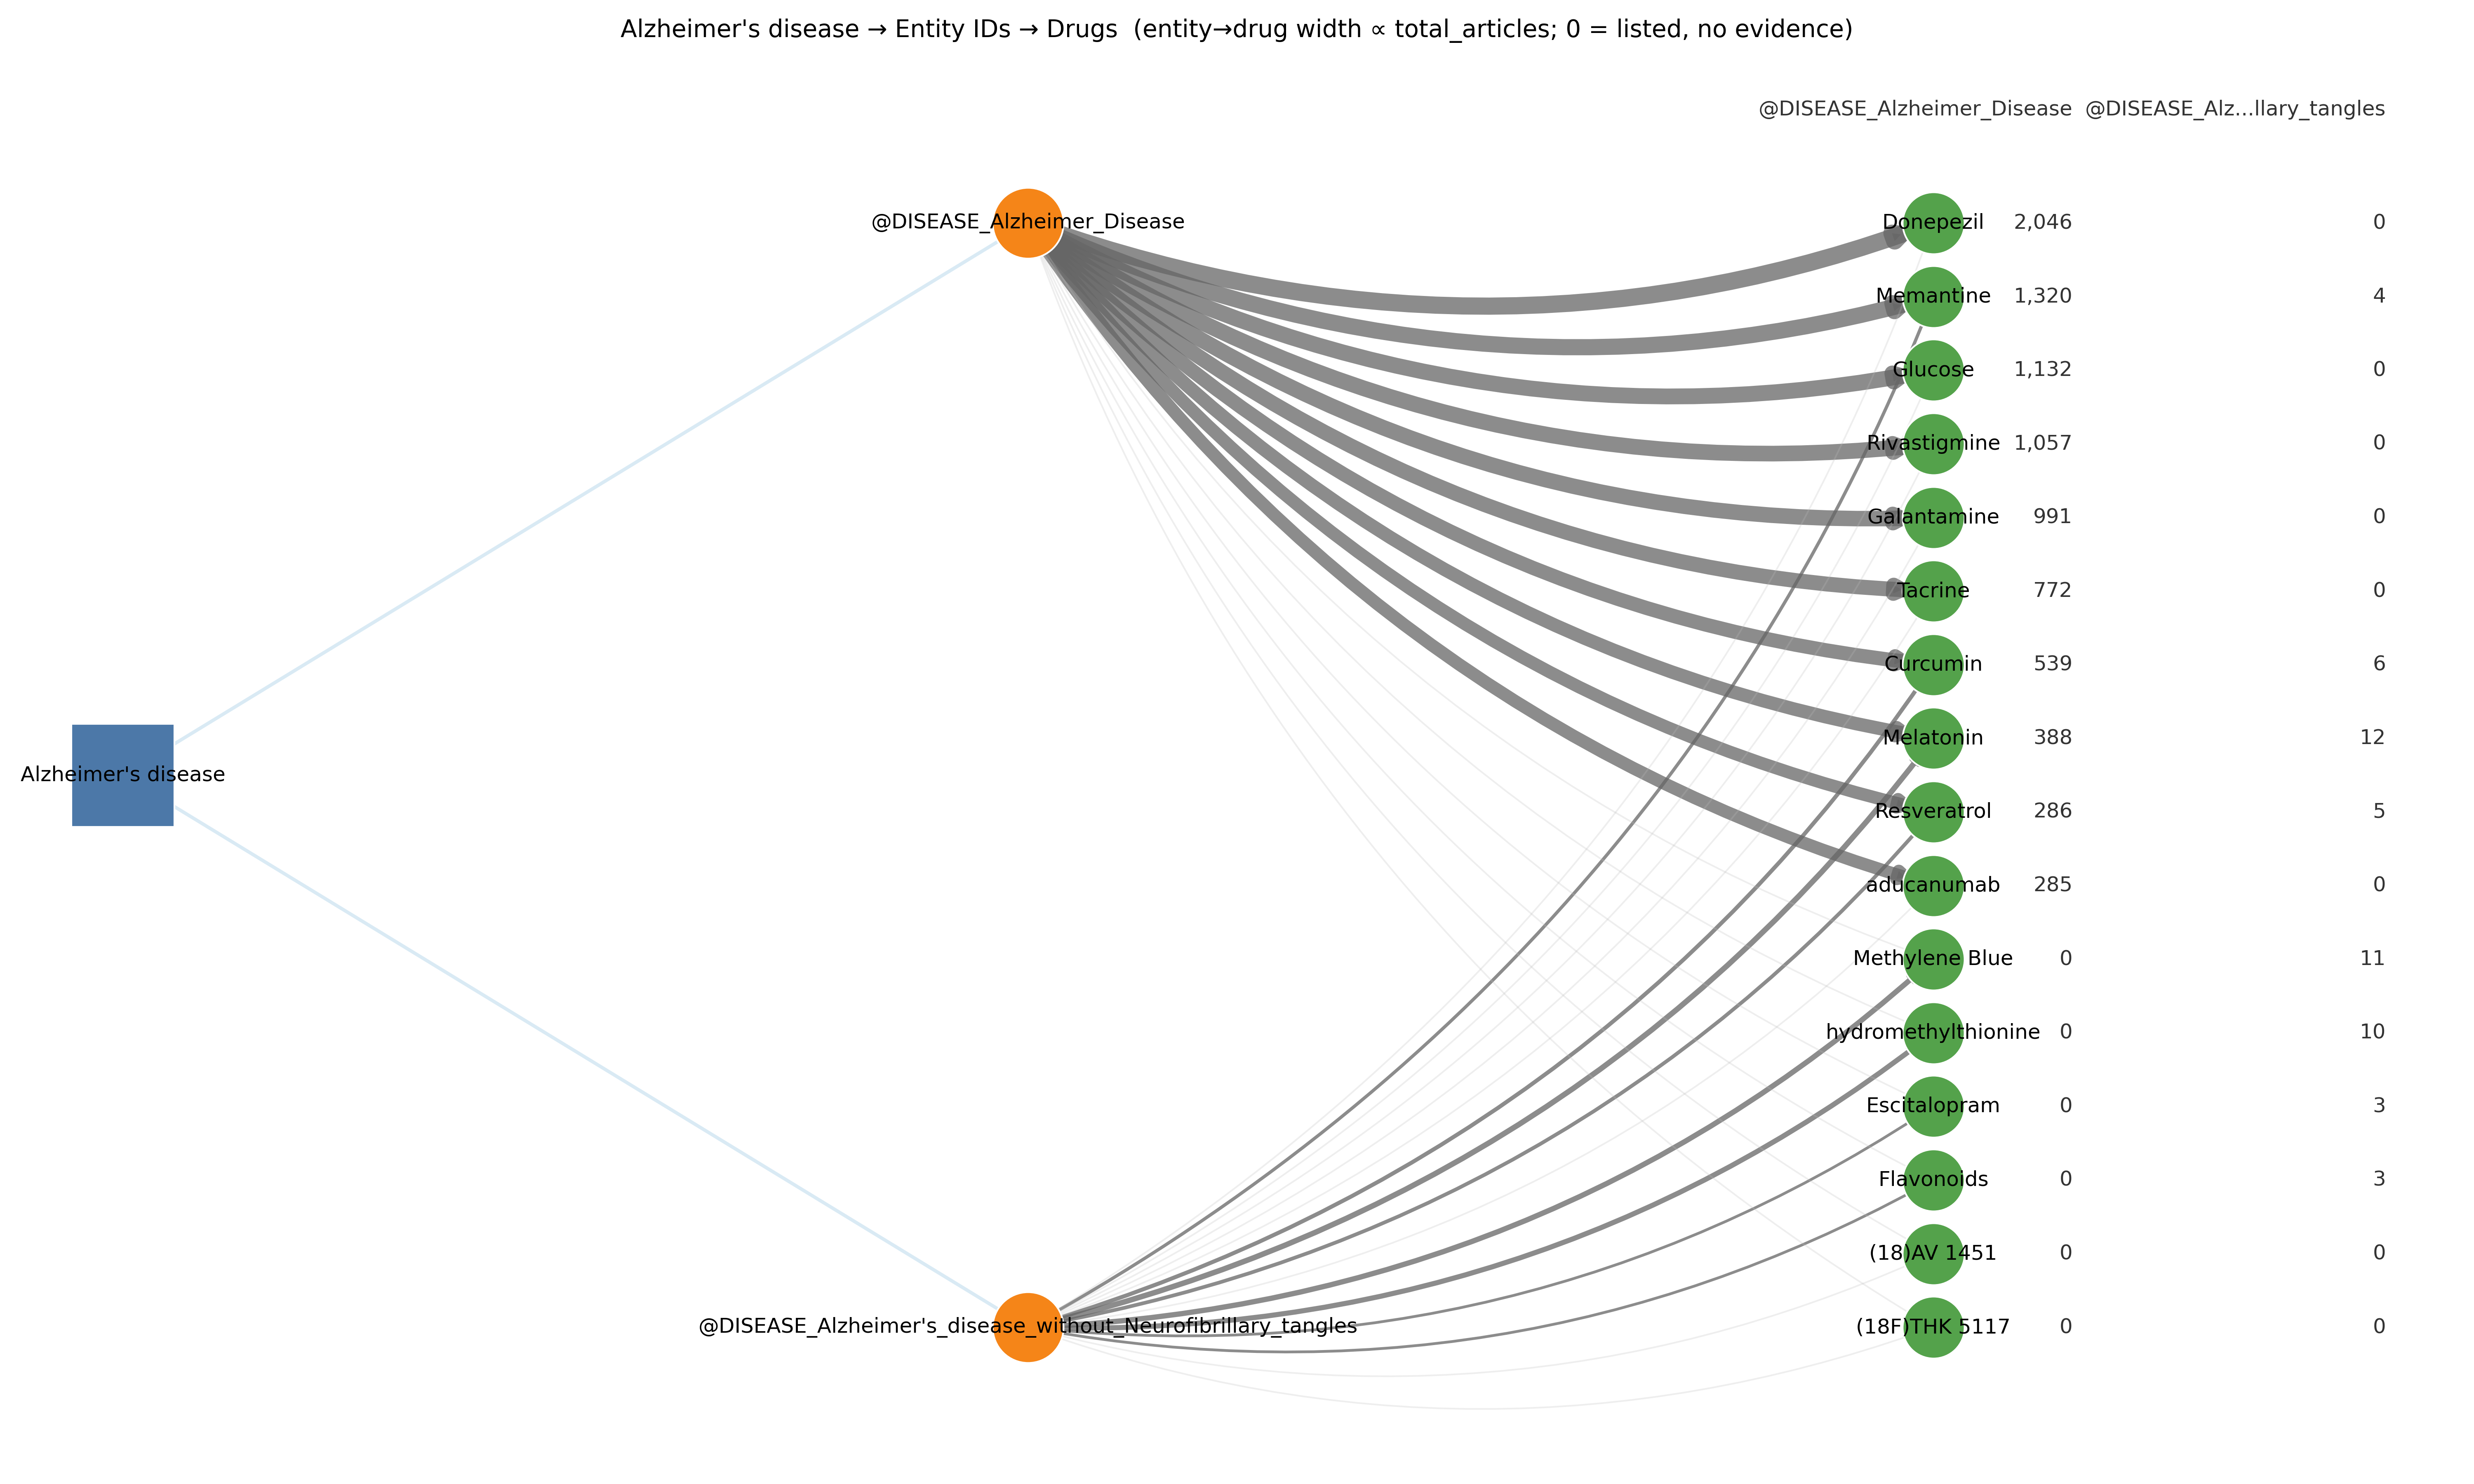 Alzheimer's disease → Entity IDs → Drugs  (entity→drug width ∝ total_articles; 0 = listed, no evidence)
@DISEASE_Alzheimer_Disease @DISEASE_Alz...llary_tangles
@DISEASE_Alzheimer_Disease
Donepezil 2,046 0
Memantine 1,320 4
Glucose 1,132 0
Rivastigmine 1,057 0
Galantamine 991 0
Tacrine 772 0
Curcumin 539 6
Melatonin 388 12
Alzheimer's disease
Resveratrol 286 5
aducanumab 285 0
Methylene Blue 0 11
hydromethylthionine 0 10
Escitalopram 0 3
Flavonoids 0 3
(18)AV 1451 0 0
@DISEASE_Alzheimer's_disease_without_Neurofibrillary_tangles
(18F)THK 5117 0 0